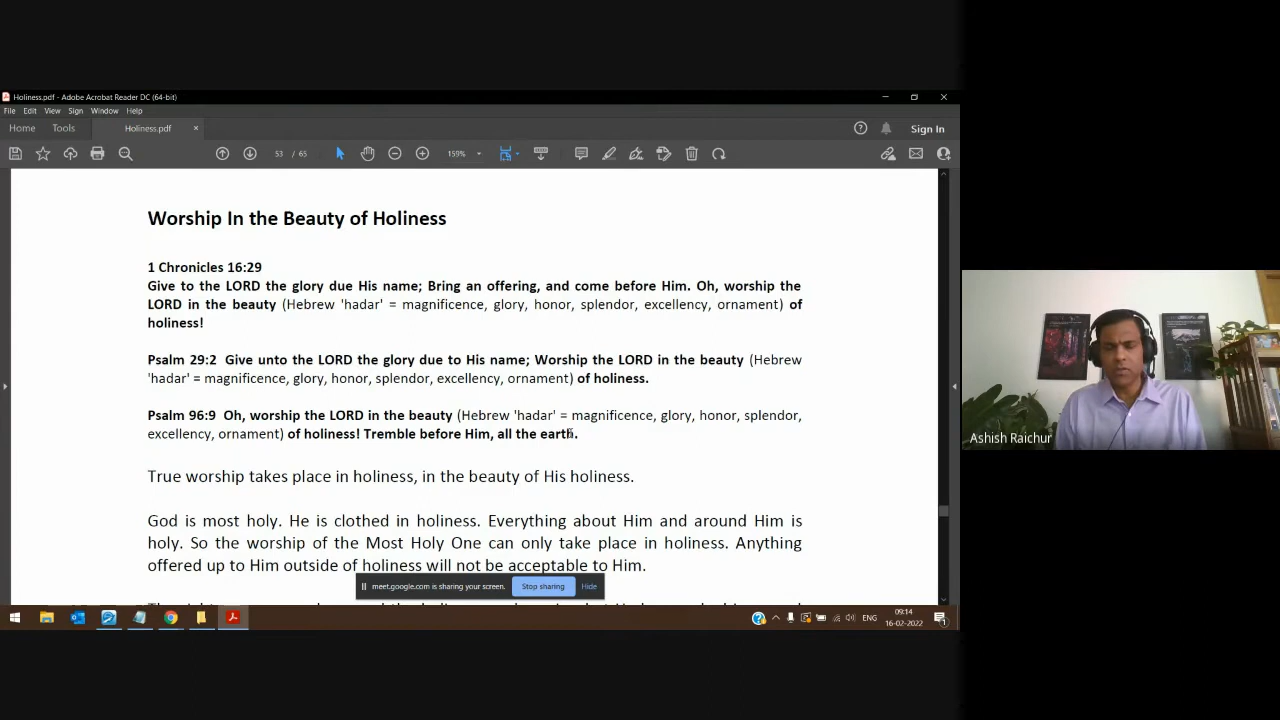 Holiness.pdf - Adobe Acrobat Reader DC (64-bit)
File Edit View Sign Window Help
Home Tools Holiness.pdf × Sign In
53 / 65 159%
Worship In the Beauty of Holiness
1 Chronicles 16:29
Give to the LORD the glory due His name; Bring an offering, and come before Him. Oh, worship the
LORD in the beauty (Hebrew 'hadar' = magnificence, glory, honor, splendor, excellency, ornament) of
holiness!
Psalm 29:2 Give unto the LORD the glory due to His name; Worship the LORD in the beauty (Hebrew
'hadar' = magnificence, glory, honor, splendor, excellency, ornament) of holiness.
Psalm 96:9 Oh, worship the LORD in the beauty (Hebrew 'hadar' = magnificence, glory, honor, splendor,
excellency, ornament) of holiness! Tremble before Him, all the earth.
True worship takes place in holiness, in the beauty of His holiness.
God is most holy. He is clothed in holiness. Everything about Him and around Him is
holy. So the worship of the Most Holy One can only take place in holiness. Anything
offered up to Him outside of holiness will not be acceptable to Him.
meet.google.com is sharing your screen. Stop sharing Hide
ENG 09:14
16-02-2022
Ashish Raichur